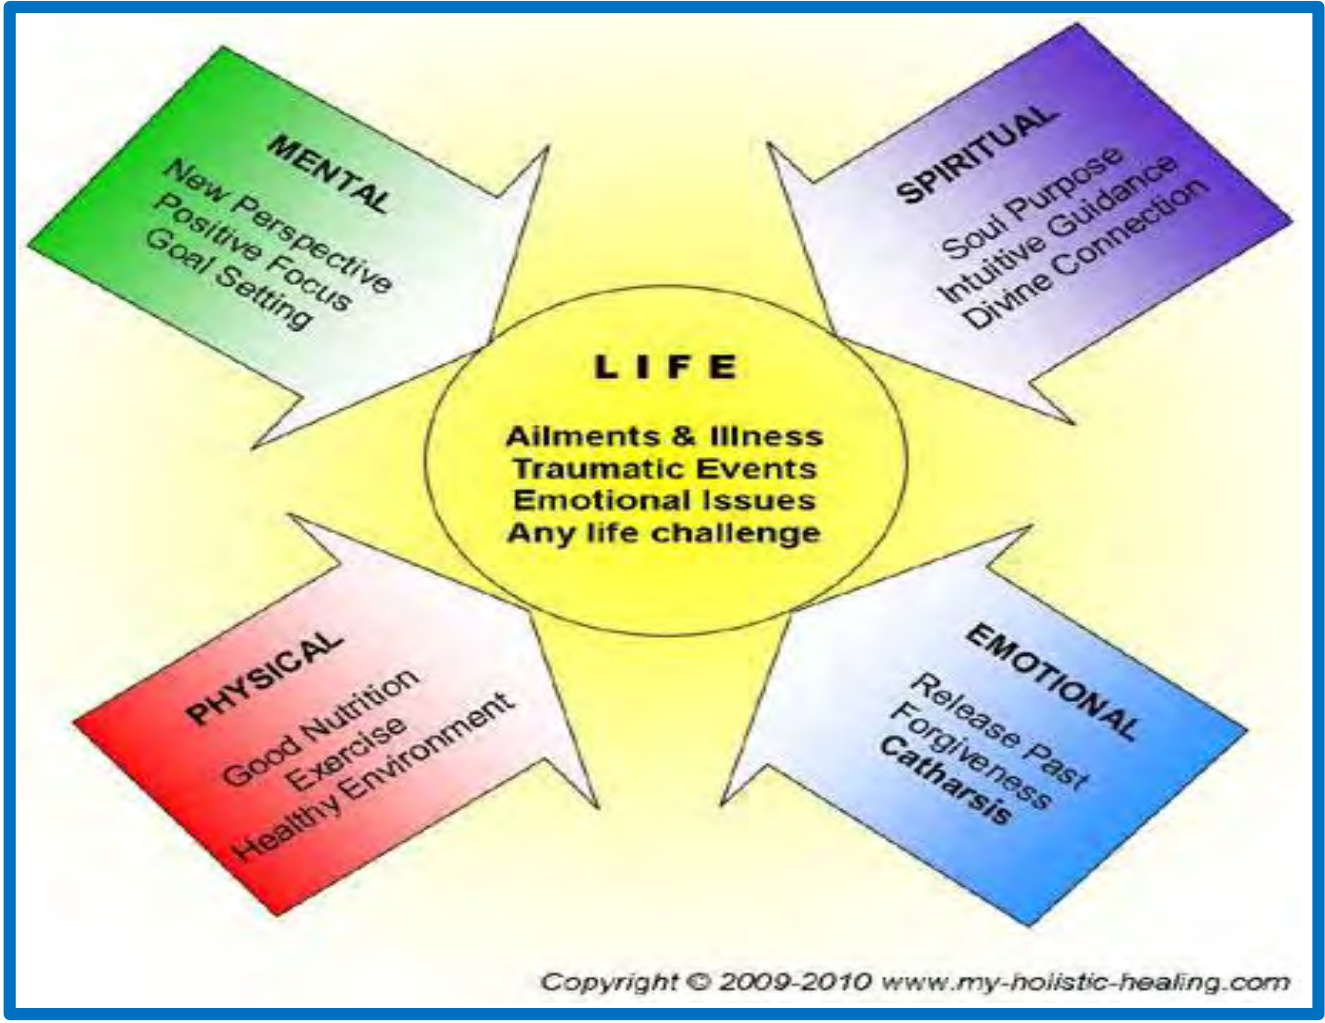 MENTAL
New Perspective
Positive Focus
Goal Setting
SPIRITUAL
Soul Purpose
Intuitive Guidance
Divine Connection
L I F E
Ailments & Illness
Traumatic Events
Emotional Issues
Any life challenge
PHYSICAL
Good Nutrition
Exercise
Healthy Environment
EMOTIONAL
Release Past
Forgiveness
Catharsis
Copyright © 2009-2010 www.my-holistic-healing.com